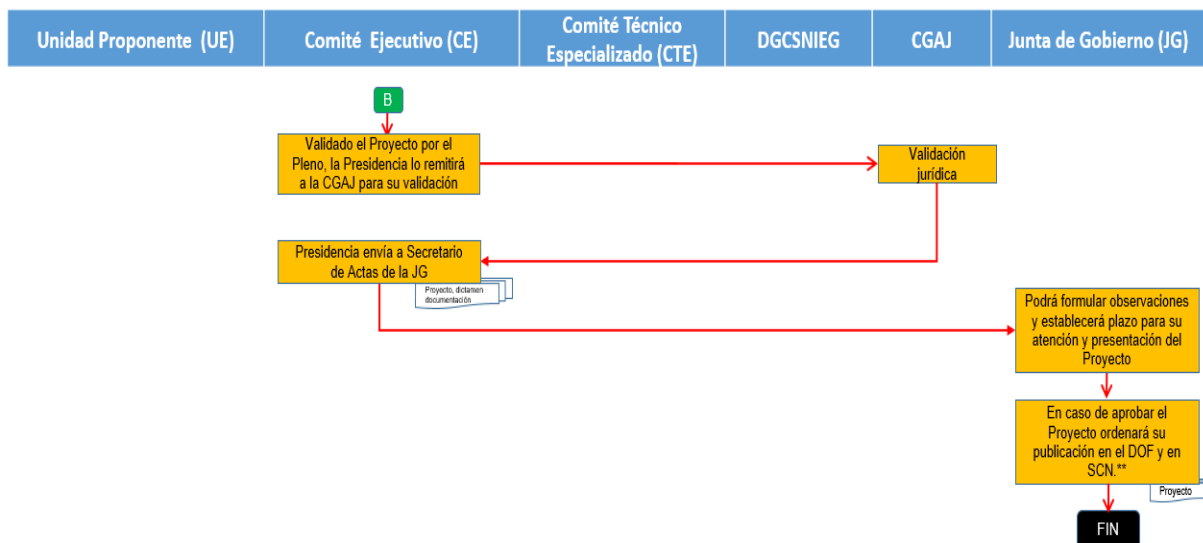 Unidad Proponente (UE)
Comité Ejecutivo (CE)
Comité Técnico
Especializado (CTE)
DGCSNIEG
CGAJ
Junta de Gobierno (JG)
B
Validado el Proyecto por el
Pleno, la Presidencia lo remitirá
a la CGAJ para su validación
Validación
jurídica
Presidencia envía a Secretario
de Actas de la JG
Proyecto, dictamen
documentación
Podrá formular observaciones
y establecerá plazo para su
atención y presentación del
Proyecto
En caso de aprobar el
Proyecto ordenará su
publicación en el DOF y en
SCN.**
Proyecto
FIN